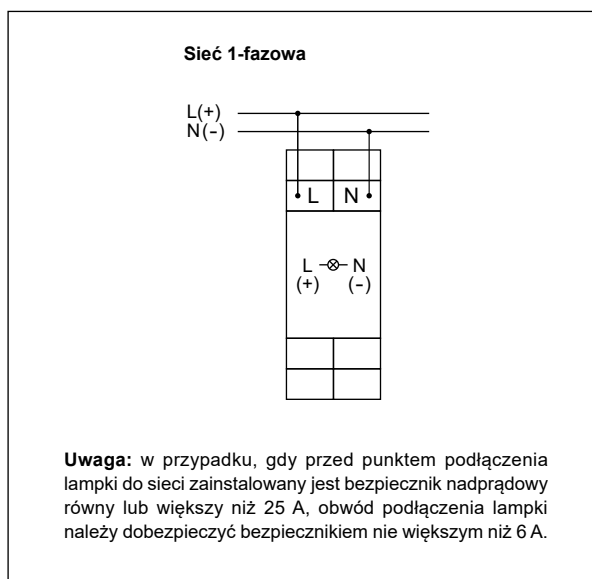 Sieć 1-fazowa
L(+)
N(-)
L N
L N
(+) (-)
Uwaga: w przypadku, gdy przed punktem podłączenia
lampki do sieci zainstalowany jest bezpiecznik nadprądowy
równy lub większy niż 25 A, obwód podłączenia lampki
należy dobezpieczyć bezpiecznikiem nie większym niż 6 A.